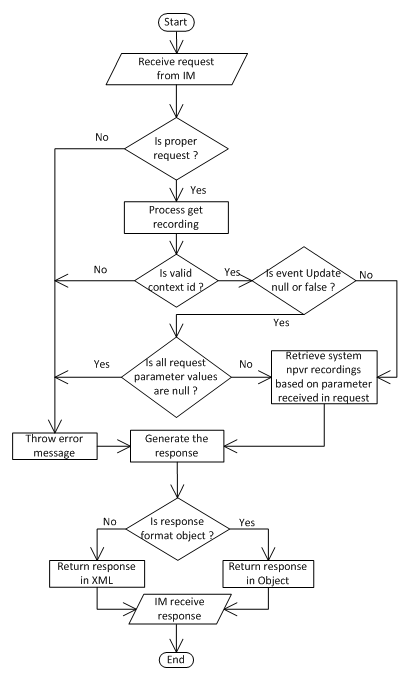 Start
Receive request
from IM
Is proper
request ?
No
Yes
Process get
recording
Is valid
context id ?
No
Yes
Is event Update
null or false ?
No
Yes
Is all request
parameter values
are null ?
Yes
No
Retrieve system
npvr recordings
based on parameter
received in request
Throw error
message
Generate the
response
Is response
format object ?
No
Yes
Return response
in XML
Return response
in Object
IM receive
response
End